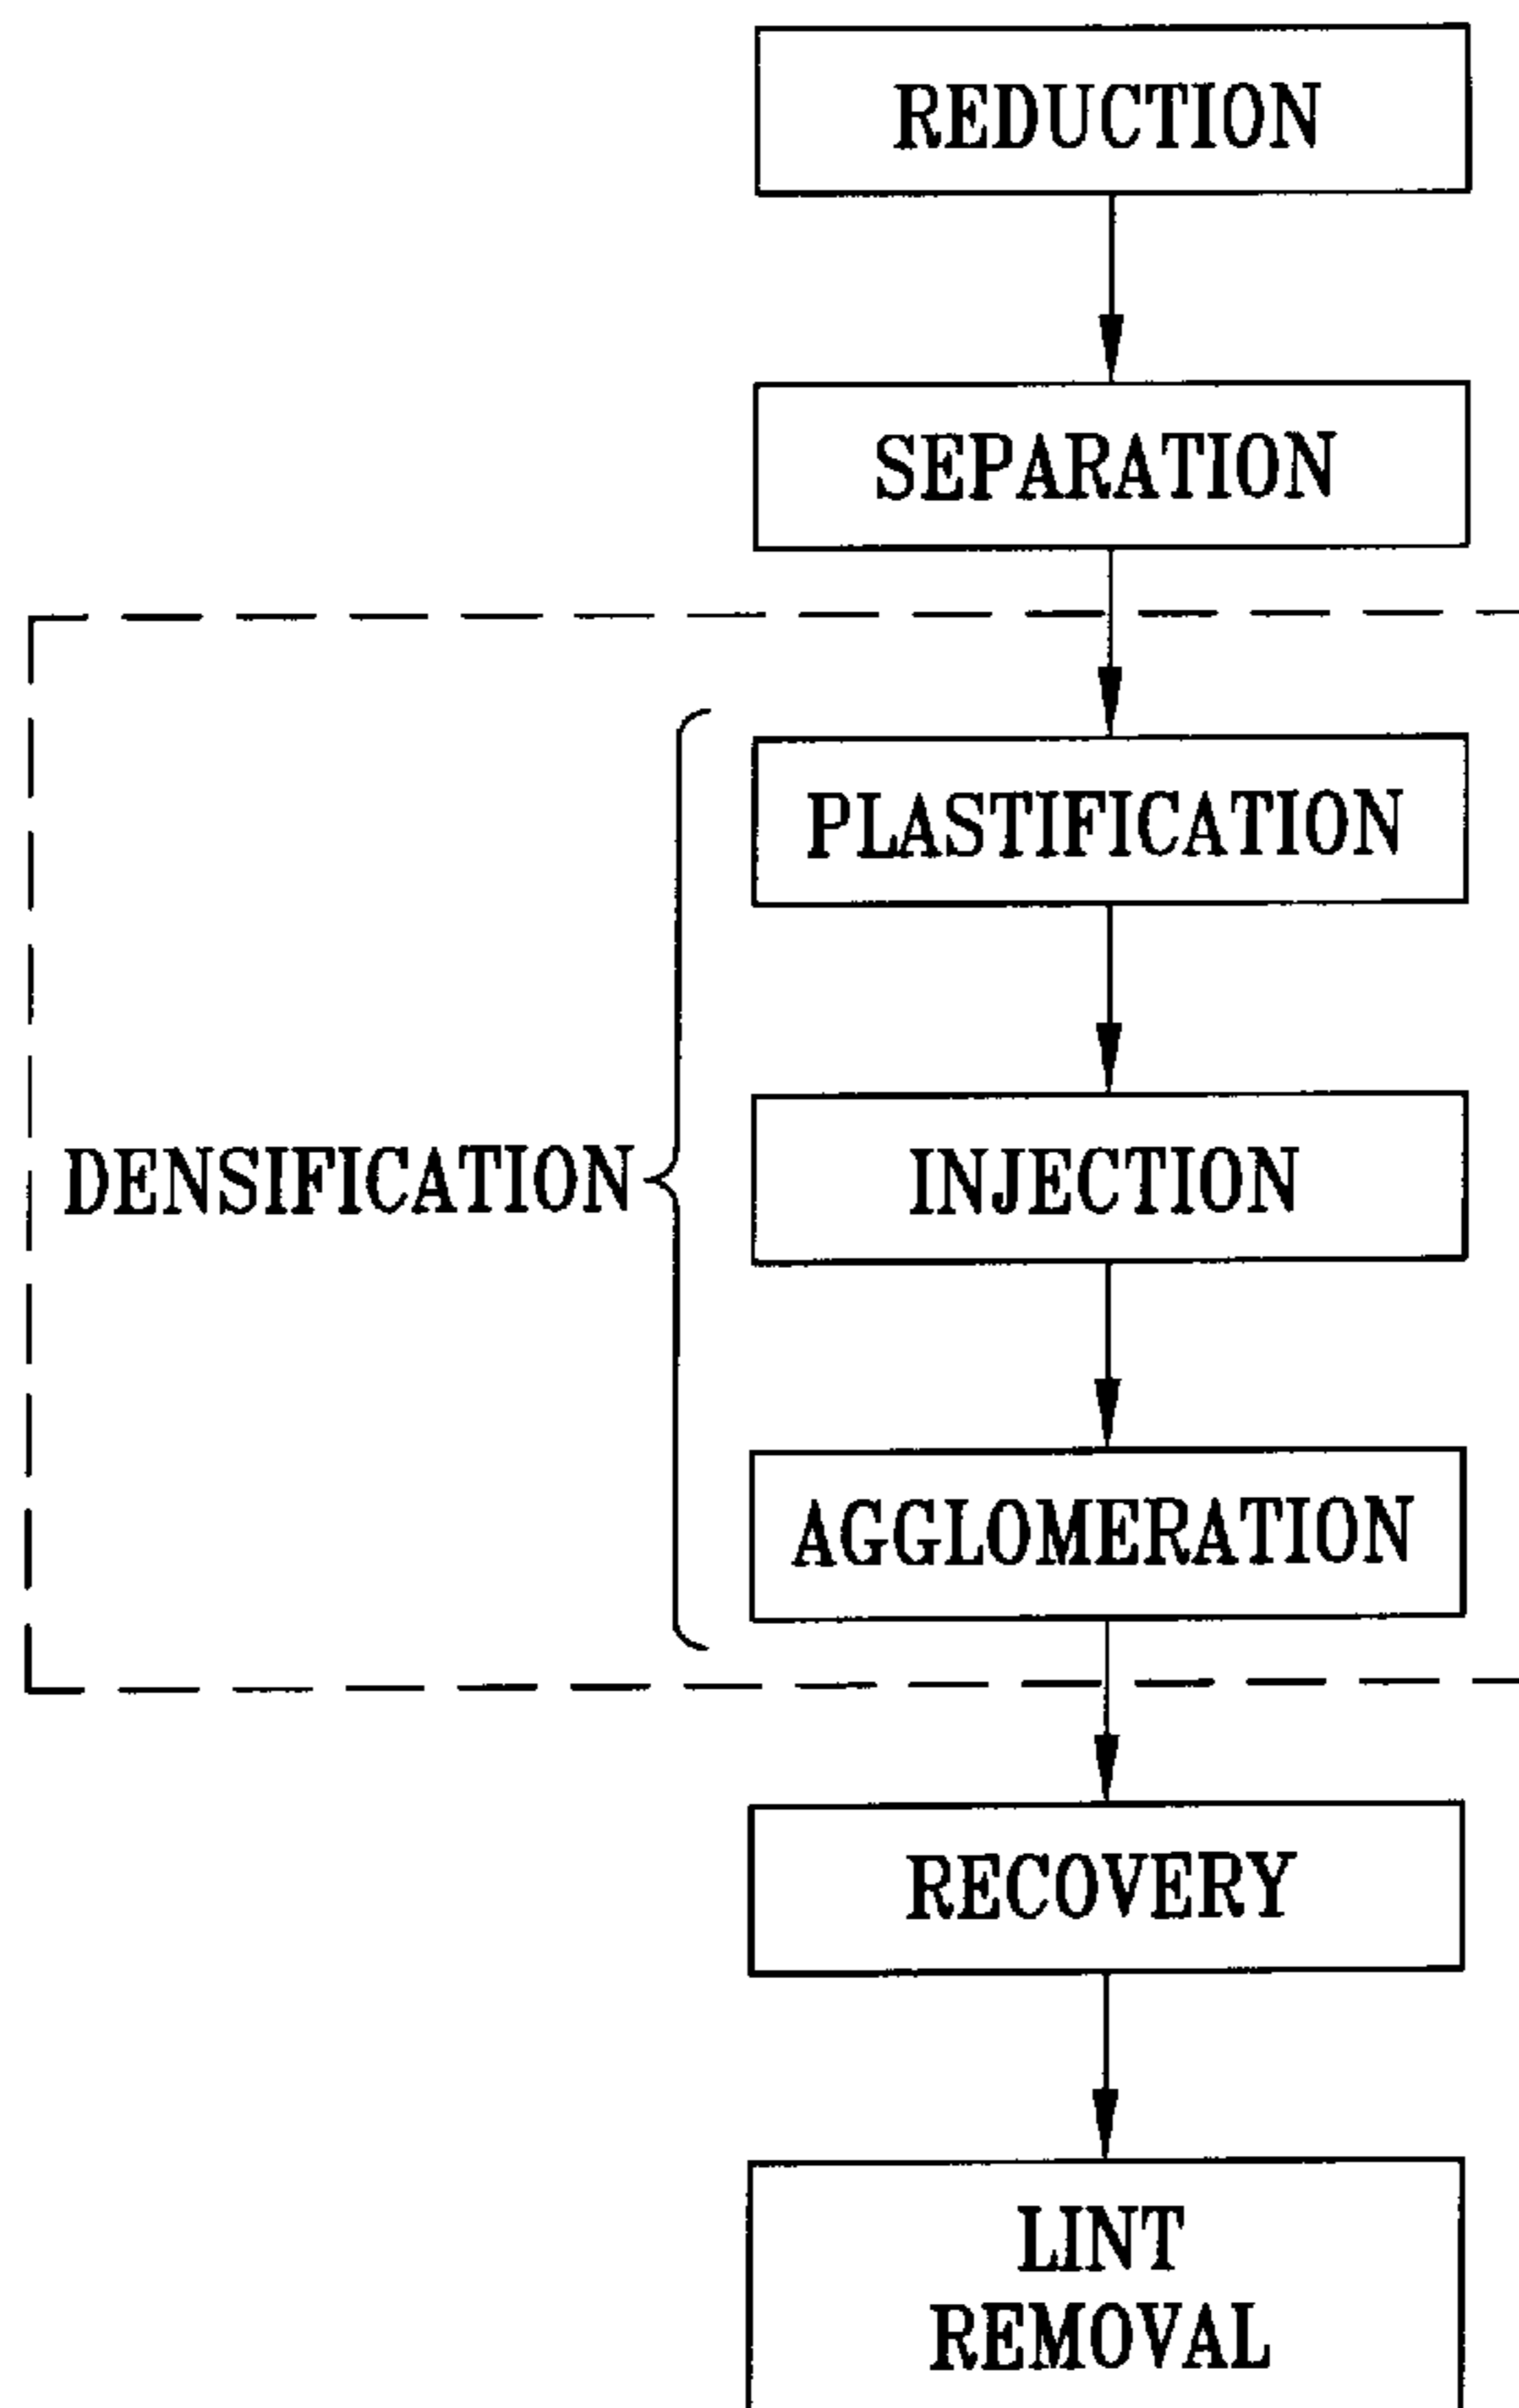 REDUCTION
SEPARATION
PLASTIFICATION
DENSIFICATION
INJECTION
AGGLOMERATION
RECOVERY
LINT
REMOVAL